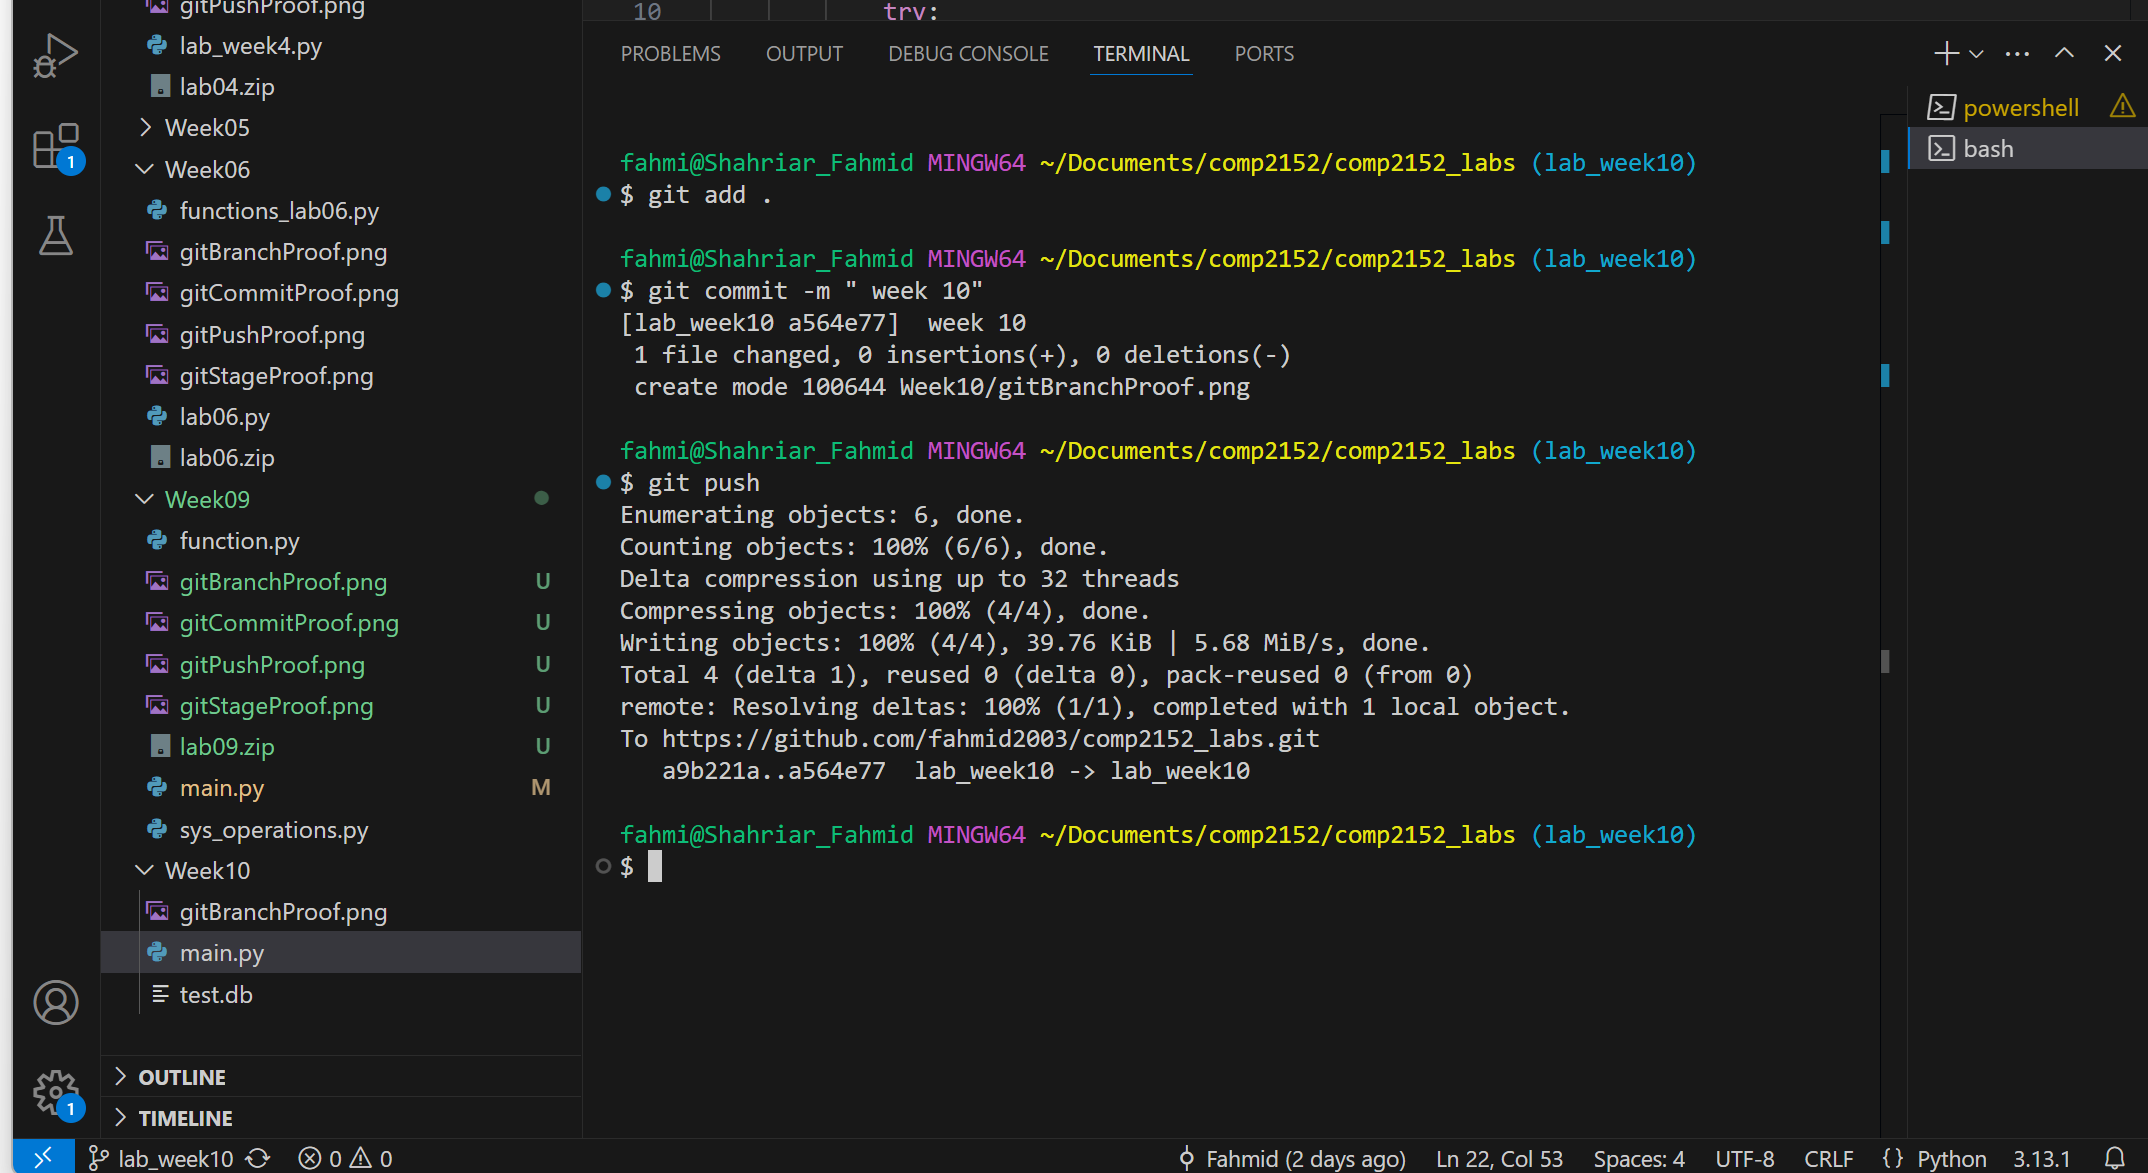 gitPushProof.png
lab_week4.py
lab04.zip
Week05
Week06
functions_lab06.py
gitBranchProof.png
gitCommitProof.png
gitPushProof.png
gitStageProof.png
lab06.py
lab06.zip
Week09
function.py
gitBranchProof.png U
gitCommitProof.png U
gitPushProof.png U
gitStageProof.png U
lab09.zip U
main.py M
sys_operations.py
Week10
gitBranchProof.png
main.py
test.db
OUTLINE
TIMELINE
1
1
10 try:
PROBLEMS OUTPUT DEBUG CONSOLE TERMINAL PORTS
powershell
bash
fahmi@Shahriar_Fahmid MINGW64 ~/Documents/comp2152/comp2152_labs (lab_week10)
$ git add .
fahmi@Shahriar_Fahmid MINGW64 ~/Documents/comp2152/comp2152_labs (lab_week10)
$ git commit -m " week 10"
[lab_week10 a564e77]  week 10
 1 file changed, 0 insertions(+), 0 deletions(-)
 create mode 100644 Week10/gitBranchProof.png
fahmi@Shahriar_Fahmid MINGW64 ~/Documents/comp2152/comp2152_labs (lab_week10)
$ git push
Enumerating objects: 6, done.
Counting objects: 100% (6/6), done.
Delta compression using up to 32 threads
Compressing objects: 100% (4/4), done.
Writing objects: 100% (4/4), 39.76 KiB | 5.68 MiB/s, done.
Total 4 (delta 1), reused 0 (delta 0), pack-reused 0 (from 0)
remote: Resolving deltas: 100% (1/1), completed with 1 local object.
To https://github.com/fahmid2003/comp2152_labs.git
   a9b221a..a564e77  lab_week10 -> lab_week10
fahmi@Shahriar_Fahmid MINGW64 ~/Documents/comp2152/comp2152_labs (lab_week10)
$
lab_week10 0 0 Fahmid (2 days ago) Ln 22, Col 53 Spaces: 4 UTF-8 CRLF {} Python 3.13.1